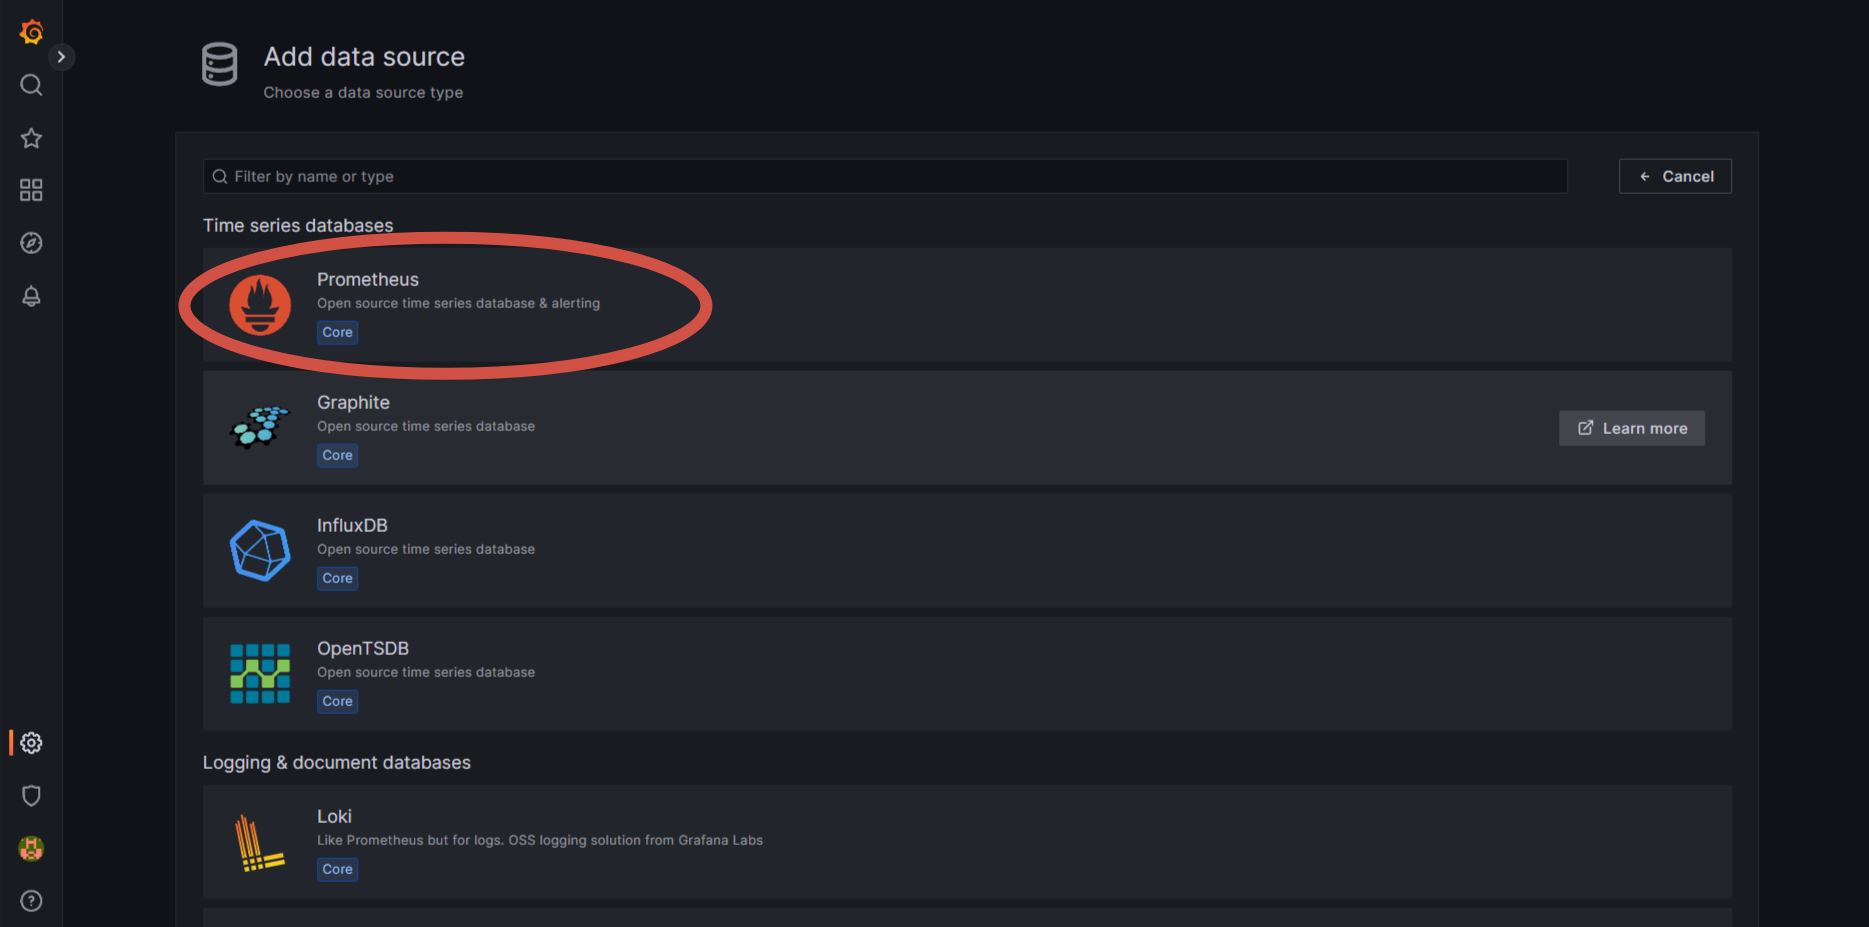 Add data source
Choose a data source type
Filter by name or type
Cancel
Time series databases
Prometheus
Open source time series database & alerting
Core
Graphite
Open source time series database
Core
Learn more
InfluxDB
Open source time series database
Core
OpenTSDB
Open source time series database
Core
Logging & document databases
Loki
Like Prometheus but for logs. OSS logging solution from Grafana Labs
Core